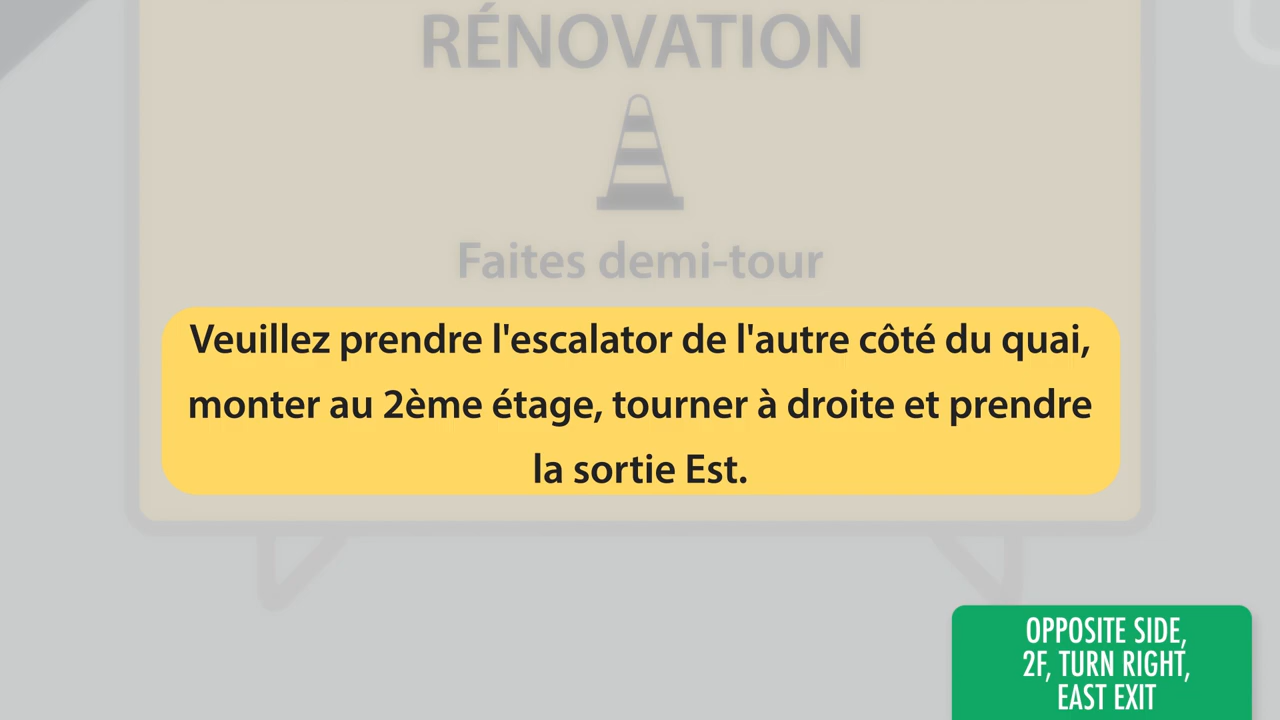 RÉNOVATION
Faites demi-tour
Veuillez prendre l'escalator de l'autre côté du quai,
monter au 2ème étage, tourner à droite et prendre
la sortie Est.
OPPOSITE SIDE,
2F, TURN RIGHT,
EAST EXIT